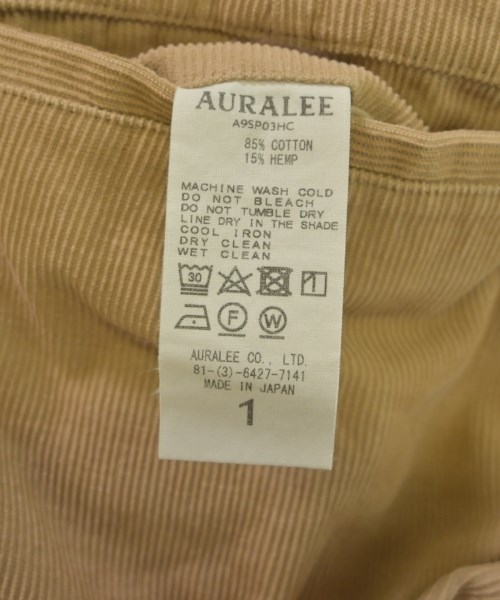 AURALEE
A9SP03HC
85% COTTON
15% HEMP
MACHINE WASH COLD
DO NOT BLEACH
DO NOT TUMBLE DRY
LINE DRY IN THE SHADE
COOL IRON
DRY CLEAN
WET CLEAN
30
F W
AURALEE CO., LTD.
81-(3)-6427-7141
MADE IN JAPAN
1